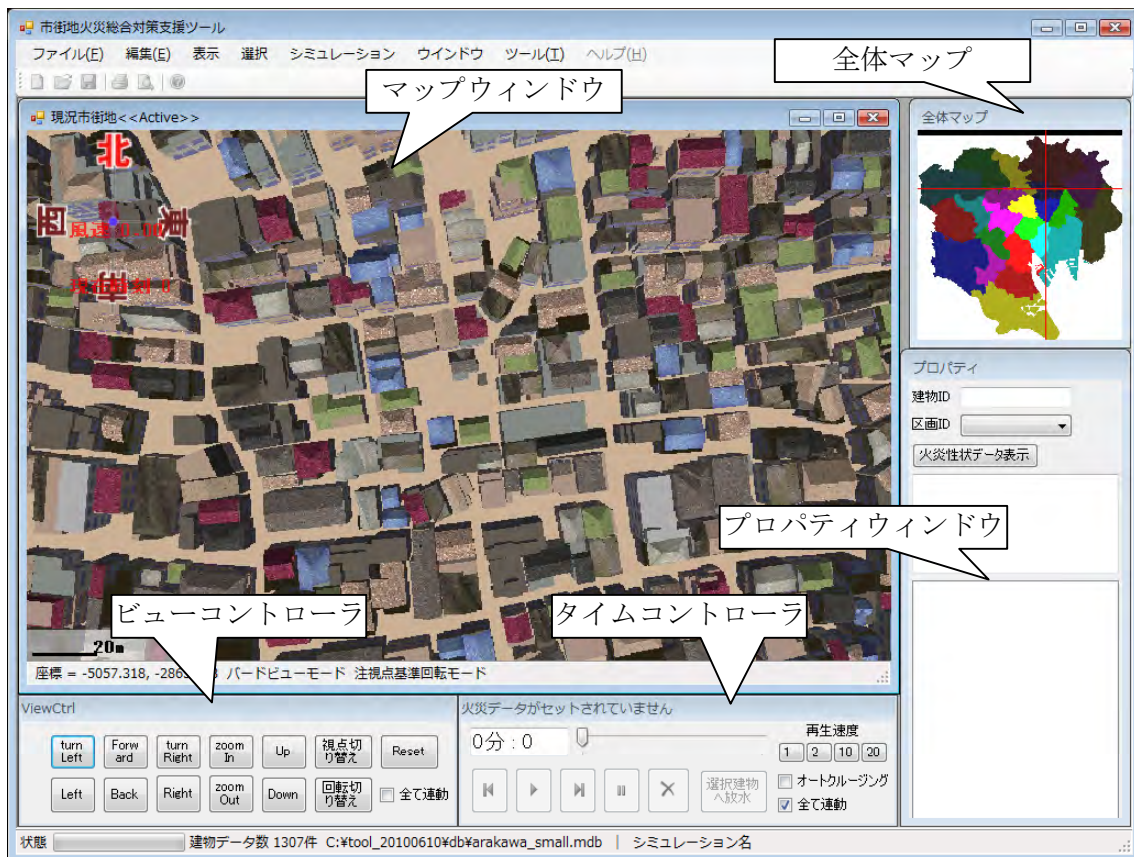 市街地火災総合対策支援ツール
ファイル(F) 編集(E) 表示 選択 シミュレーション ウインドウ ツール(T) ヘルプ(H)
全体マップ
マップウィンドウ
現況市街地<<Active>>
全体マップ
北
西
東
南
プロパティ
建物ID
区画ID
火災性状データ表示
プロパティウィンドウ
ビューコントローラ
タイムコントローラ
20m
座標 = -5057.318, バードビューモード 注視点基準回転モード
ViewCtrl
turn Left
Forw ard
turn Right
zoom In
Up
視点切り替え
Reset
Left
Back
Right
zoom Out
Down
回転切り替え
全て連動
火災データがセットされていません
0分 : 0
再生速度
1 2 10 20
選択建物へ放水
オートクルージング
全て連動
状態 建物データ数 1307件 C:¥tool_20100610¥db¥arakawa_small.mdb | シミュレーション名